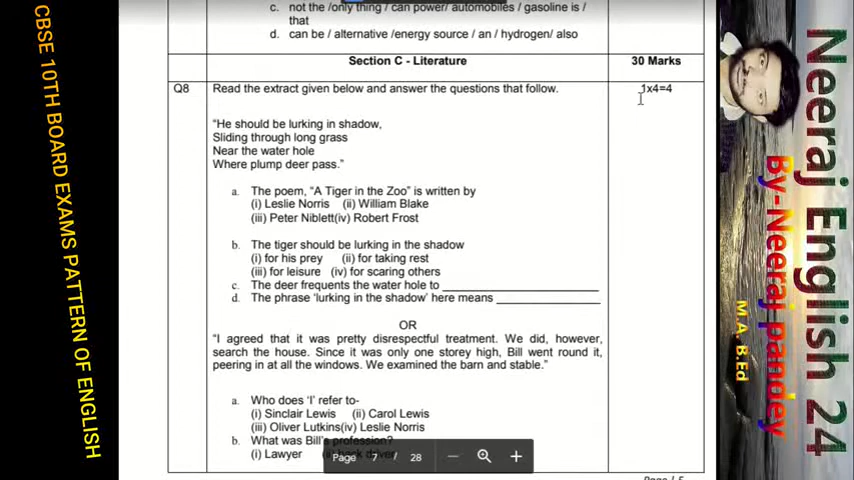 CBSE 10TH BOARD EXAMS PATTERN OF ENGLISH
c. not the /only thing / can power/ automobiles / gasoline is /
that
d. can be / alternative /energy source / an / hydrogen/ also
Section C - Literature
30 Marks
Q8
Read the extract given below and answer the questions that follow.
1x4=4
"He should be lurking in shadow,
Sliding through long grass
Near the water hole
Where plump deer pass."
a. The poem, "A Tiger in the Zoo" is written by
(i) Leslie Norris (ii) William Blake
(iii) Peter Niblett(iv) Robert Frost
b. The tiger should be lurking in the shadow
(i) for his prey (ii) for taking rest
(iii) for leisure (iv) for scaring others
c. The deer frequents the water hole to
d. The phrase 'lurking in the shadow' here means
OR
"I agreed that it was pretty disrespectful treatment. We did, however,
search the house. Since it was only one storey high, Bill went round it,
peering in at all the windows. We examined the barn and stable."
a. Who does 'I' refer to-
(i) Sinclair Lewis (ii) Carol Lewis
(iii) Oliver Lutkins(iv) Leslie Norris
b. What was Bill's profession?
(i) Lawyer
Page 7 / 28
Neeraj English 24
By-Neeraj pandey
M.A. B.Ed